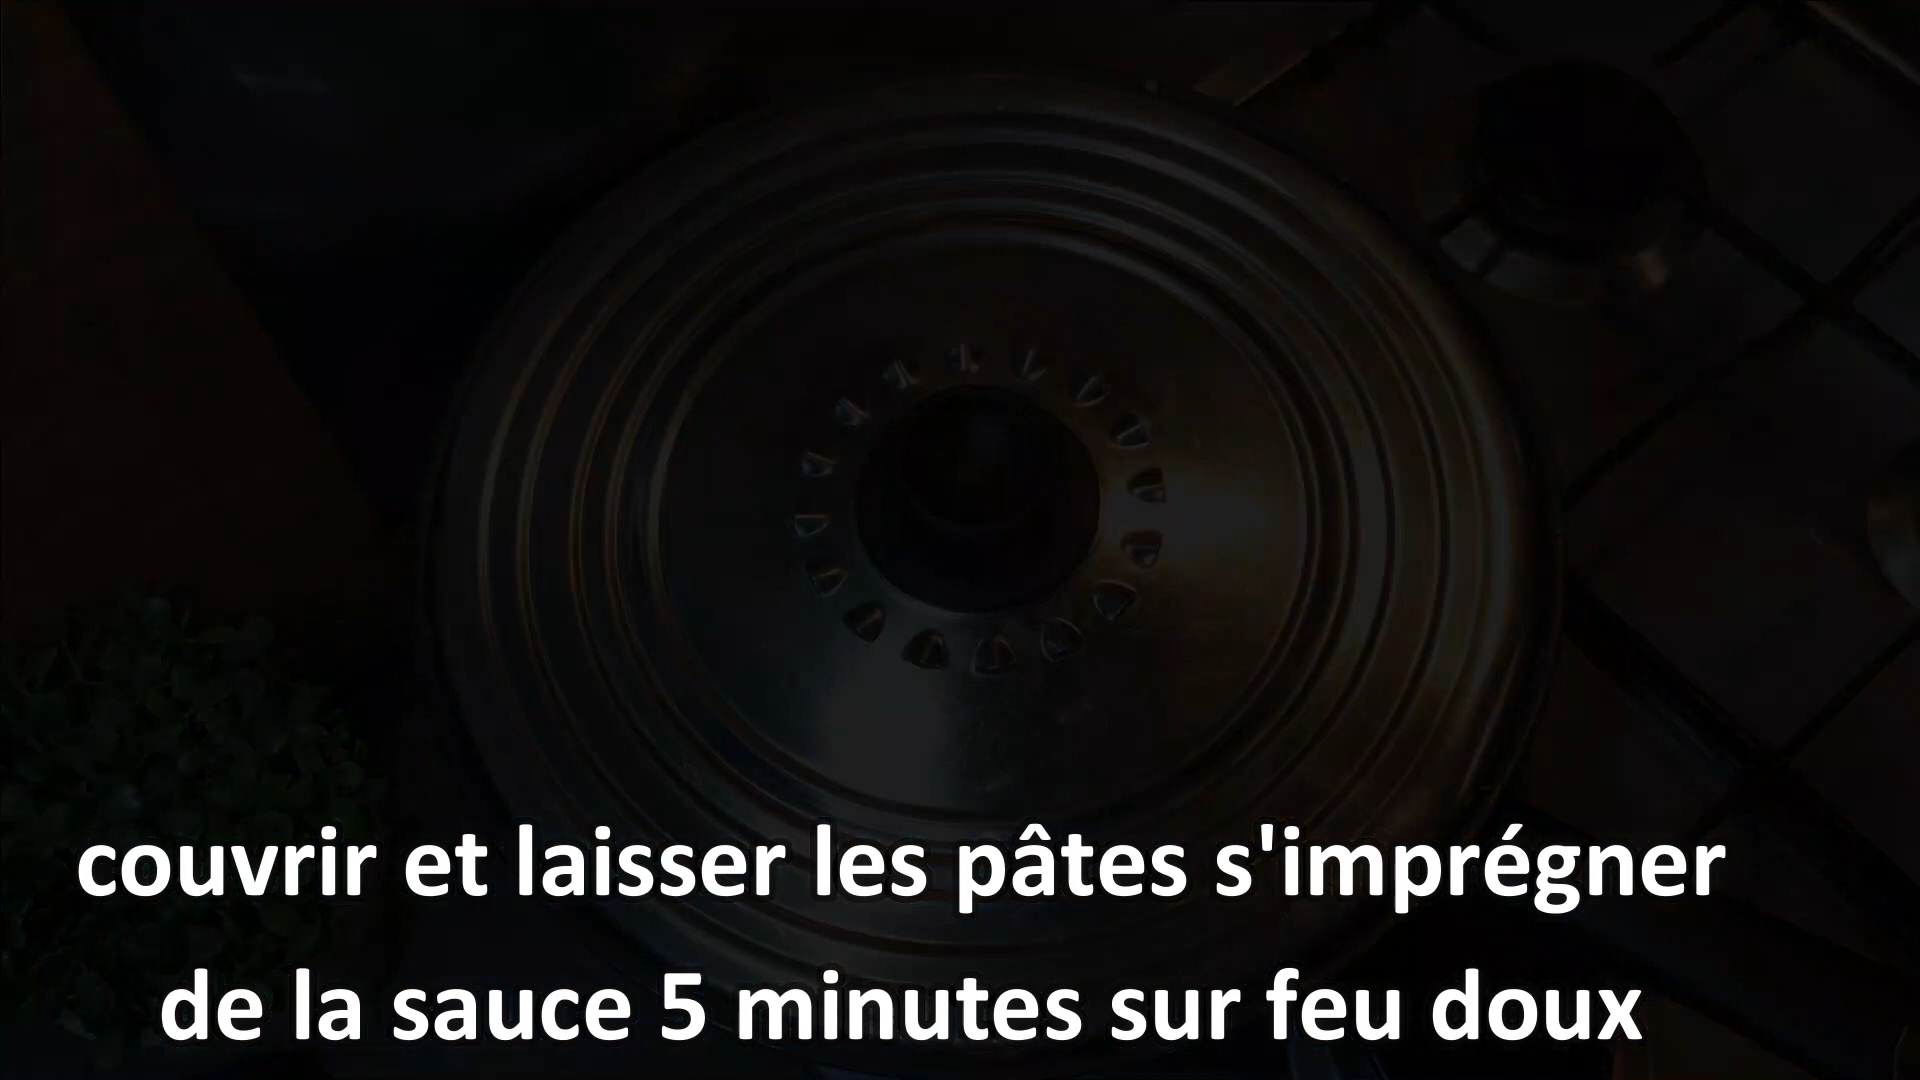 couvrir et laisser les pâtes s'imprégner
de la sauce 5 minutes sur feu doux